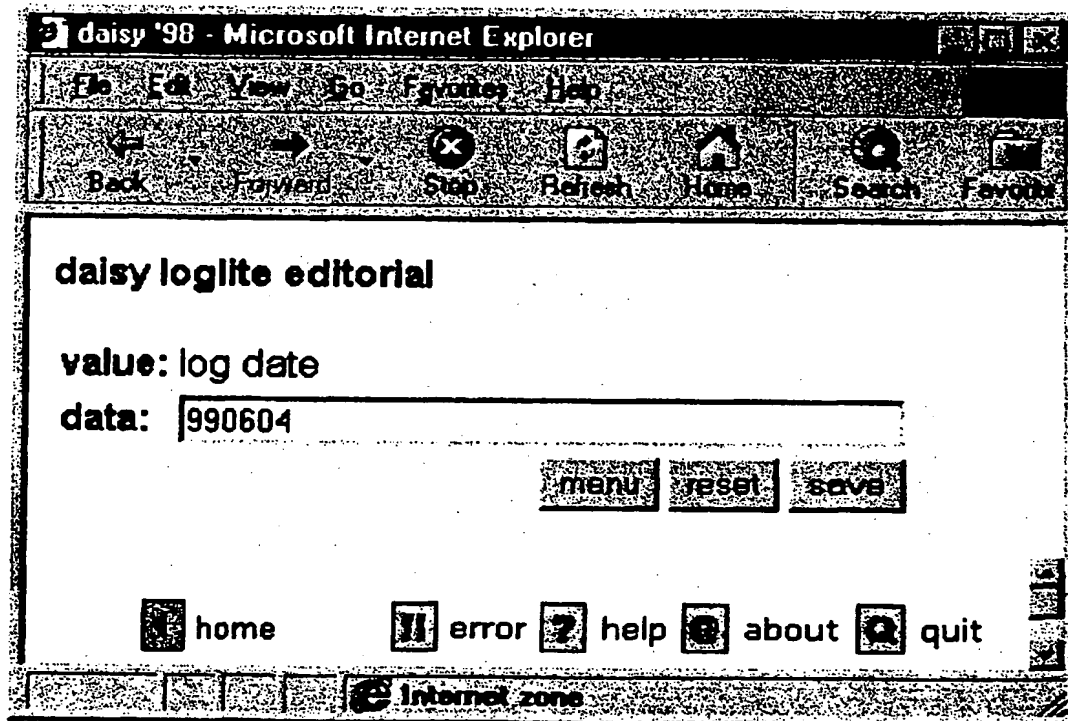 daisy '98 - Microsoft Internet Explorer
File Edit View Go Favorites Help
Back Forward Stop Refresh Home Search Favorite
daisy loglite editorial
value: log date
data: 990604
menu reset save
home !! error ? help @ about Q quit
Internet zone